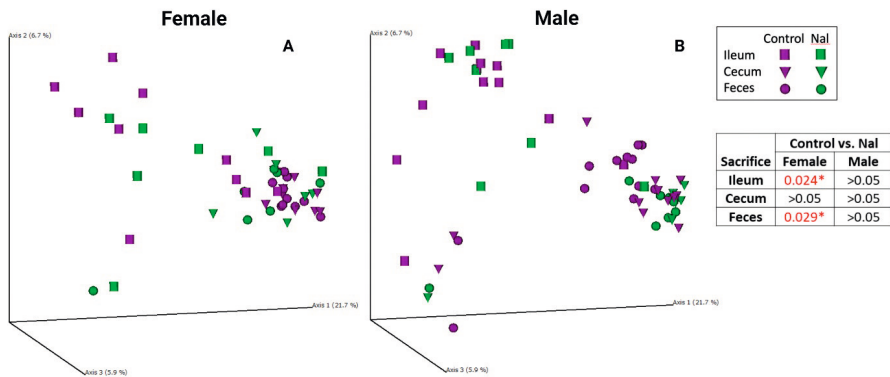 Female
Male
Axis 2 (6.7 %)
A
Axis 1 (21.7 %)
Axis 3 (5.9 %)
Axis 2 (6.7 %)
B
Axis 1 (21.7 %)
Axis 3 (5.9 %)
Control Nal
Ileum
Cecum
Feces
Control vs. Nal
Sacrifice Female Male
Ileum 0.024* >0.05
Cecum >0.05 >0.05
Feces 0.029* >0.05